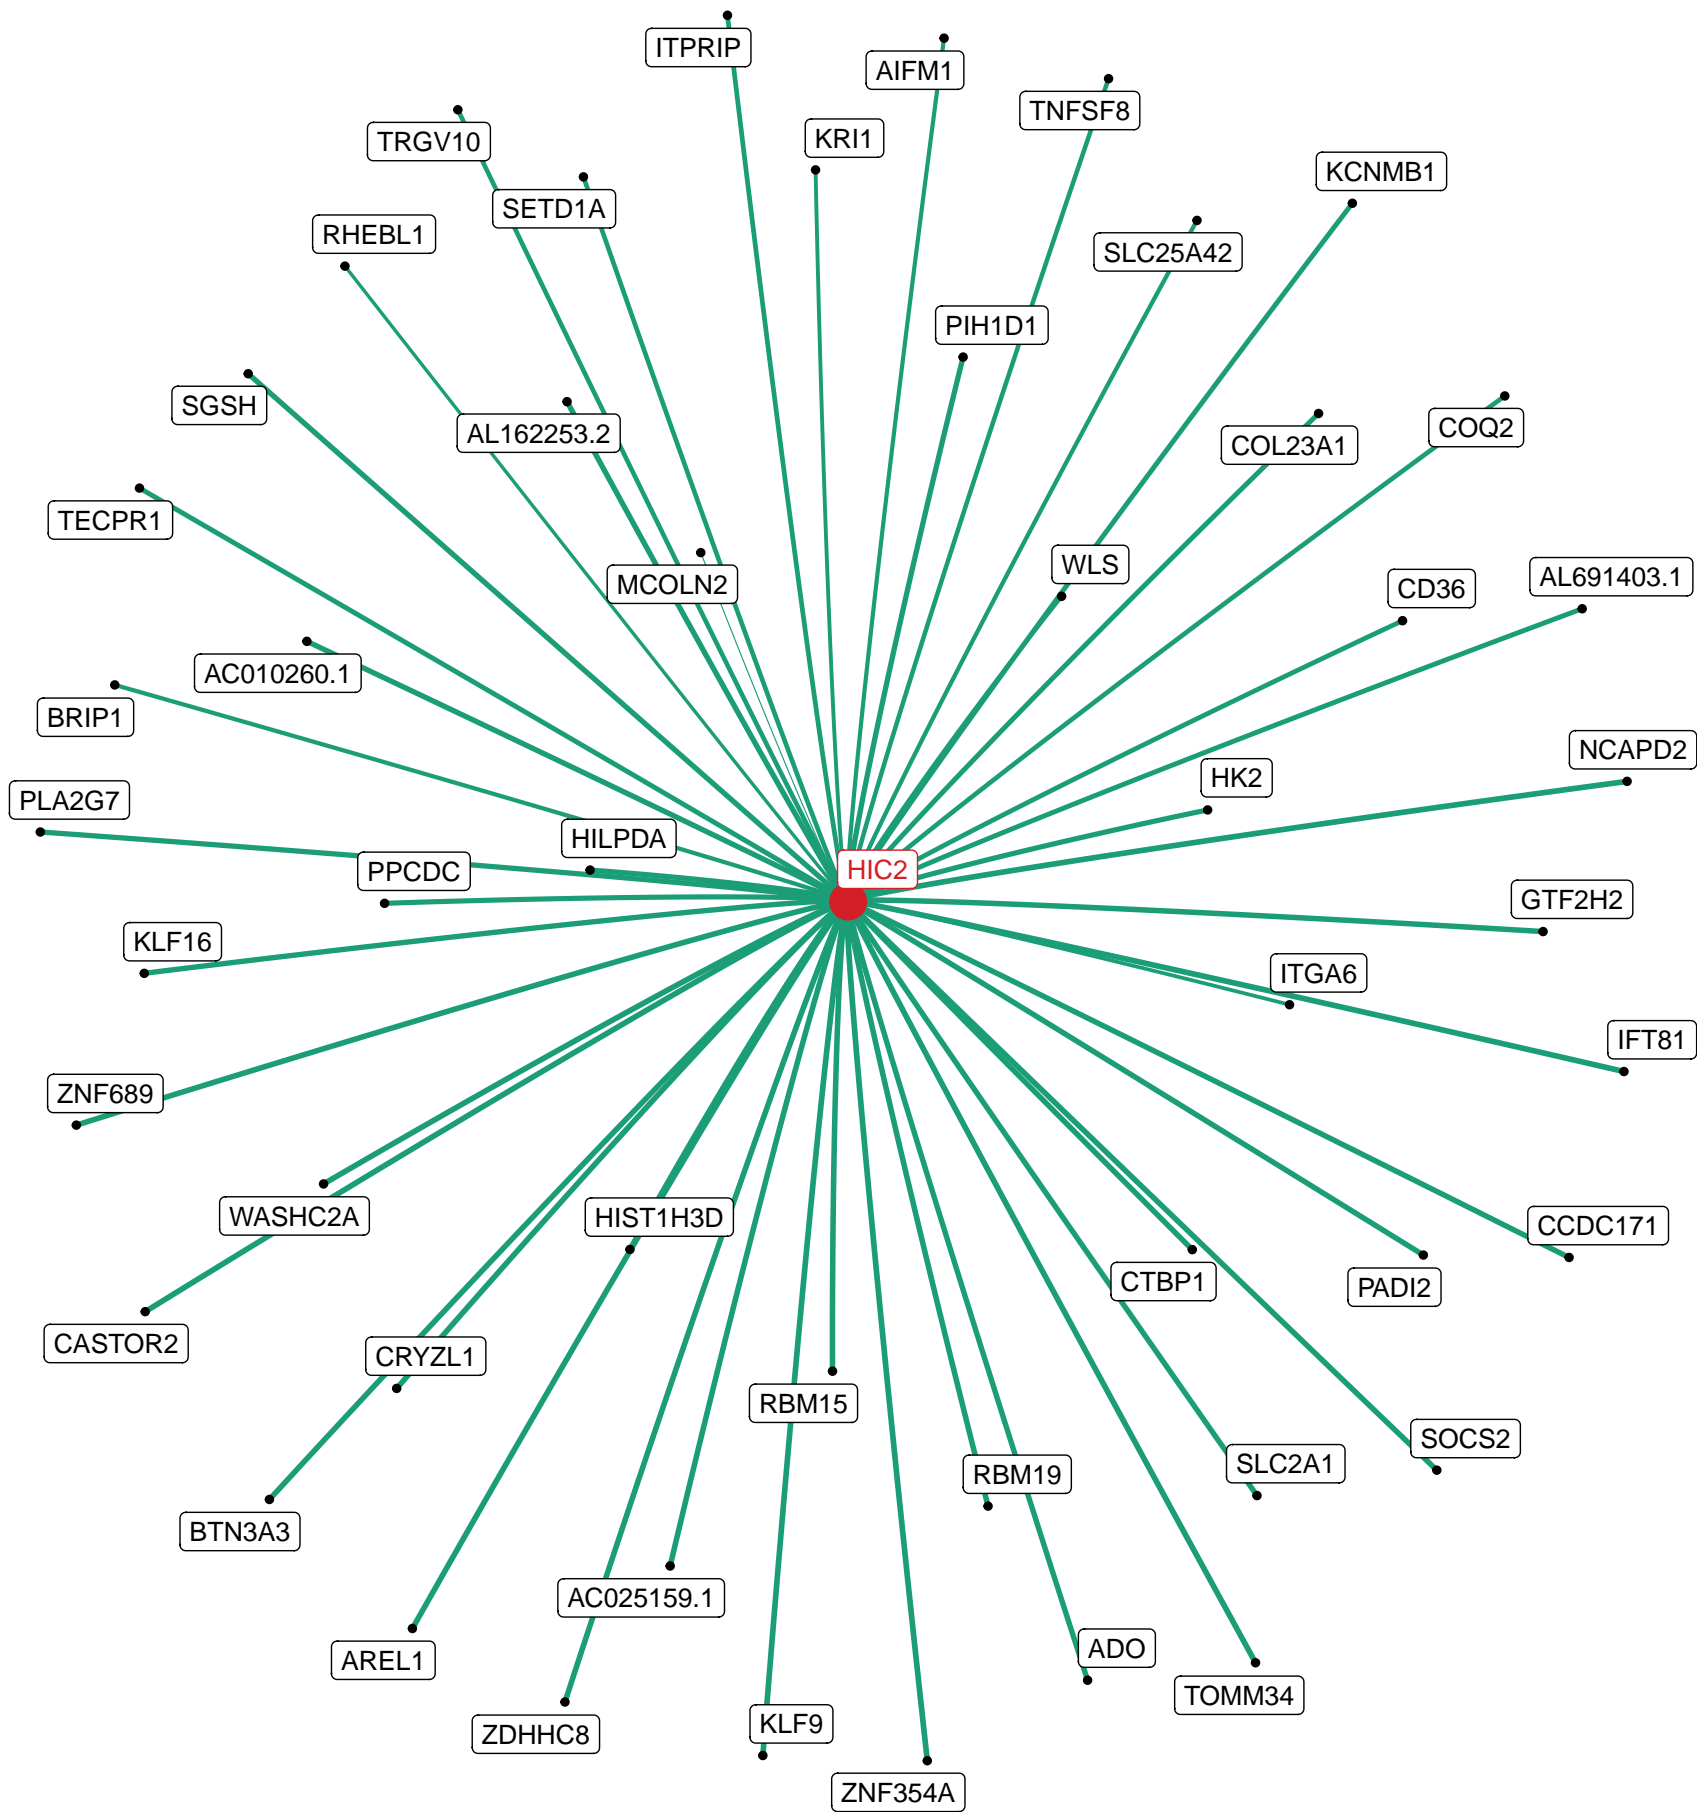 ITPRIP
AIFM1
TNFSF8
TRGV10
KRI1
KCNMB1
SETD1A
RHEBL1
SLC25A42
PIH1D1
SGSH
AL162253.2
COL23A1
COQ2
TECPR1
WLS
MCOLN2
CD36
AL691403.1
AC010260.1
BRIP1
NCAPD2
HK2
PLA2G7
HILPDA
PPCDC
HIC2
GTF2H2
KLF16
ITGA6
IFT81
ZNF689
WASHC2A
HIST1H3D
CCDC171
CTBP1
PADI2
CASTOR2
CRYZL1
RBM15
SOCS2
SLC2A1
RBM19
BTN3A3
AC025159.1
ADO
AREL1
TOMM34
KLF9
ZDHHC8
ZNF354A